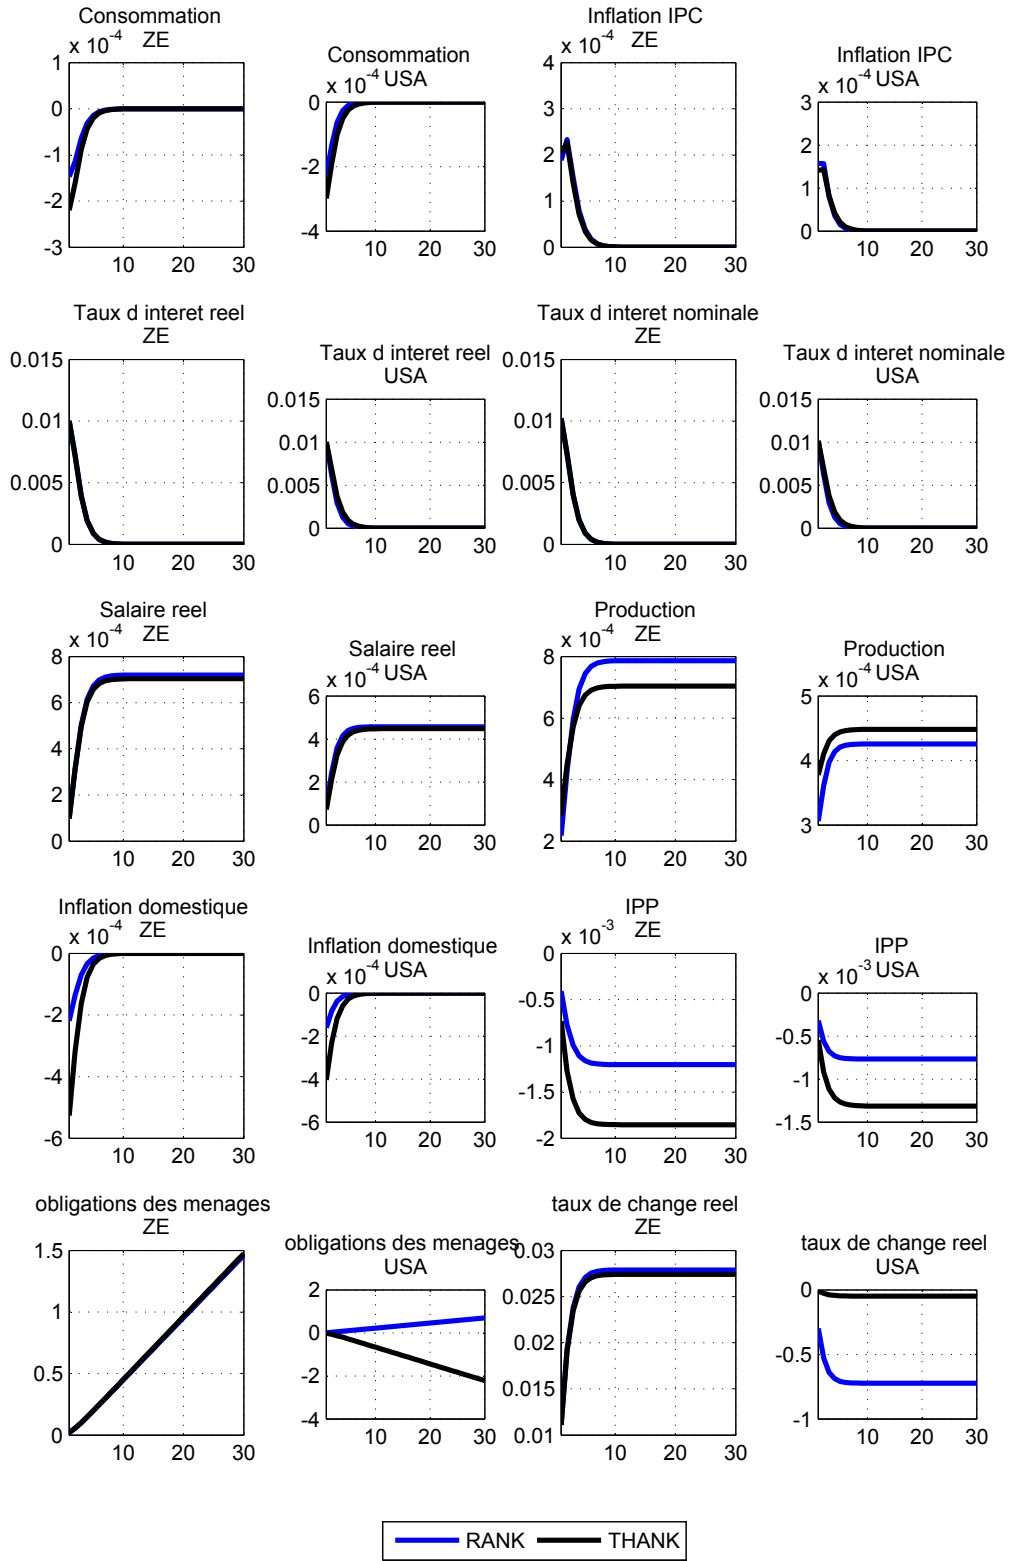 Consommation
ZE
x 10^-4
1
0
-1
-2
-3
10 20 30
Consommation
USA
x 10^-4
0
-2
-4
10 20 30
Inflation IPC
ZE
x 10^-4
4
3
2
1
0
10 20 30
Inflation IPC
USA
x 10^-4
3
2
1
0
10 20 30
Taux d interet reel
ZE
0.015
0.01
0.005
0
10 20 30
Taux d interet reel
USA
0.015
0.01
0.005
0
10 20 30
Taux d interet nominale
ZE
0.015
0.01
0.005
0
10 20 30
Taux d interet nominale
USA
0.015
0.01
0.005
0
10 20 30
Salaire reel
ZE
x 10^-4
8
6
4
2
0
10 20 30
Salaire reel
USA
x 10^-4
6
4
2
0
10 20 30
Production
ZE
x 10^-4
8
6
4
2
10 20 30
Production
USA
x 10^-4
5
4
3
10 20 30
Inflation domestique
ZE
x 10^-4
0
-2
-4
-6
10 20 30
Inflation domestique
USA
x 10^-4
0
-2
-4
-6
10 20 30
IPP
ZE
x 10^-3
0
-0.5
-1
-1.5
-2
10 20 30
IPP
USA
x 10^-3
0
-0.5
-1
-1.5
10 20 30
obligations des menages
ZE
1.5
1
0.5
0
10 20 30
obligations des menages
USA
2
0
-2
-4
10 20 30
taux de change reel
ZE
0.03
0.025
0.02
0.015
0.01
10 20 30
taux de change reel
USA
0
-0.5
-1
10 20 30
RANK THANK